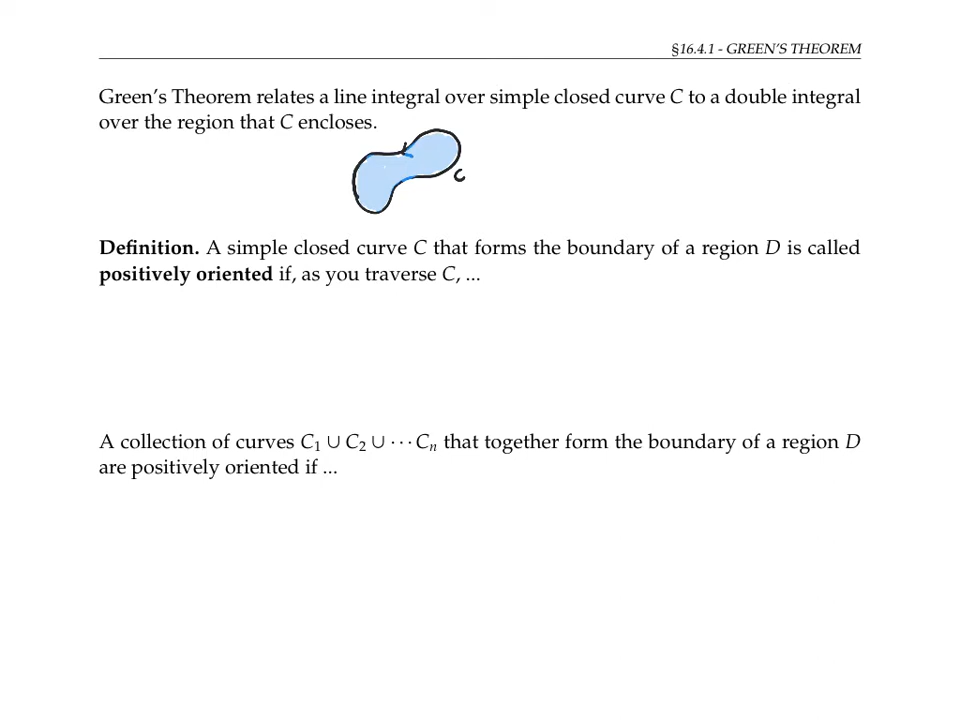 §16.4.1 - GREEN'S THEOREM
Green's Theorem relates a line integral over simple closed curve C to a double integral
over the region that C encloses.
C
Definition. A simple closed curve C that forms the boundary of a region D is called
positively oriented if, as you traverse C, ...
A collection of curves C₁ ∪ C₂ ∪ ⋯ Cₙ that together form the boundary of a region D
are positively oriented if ...